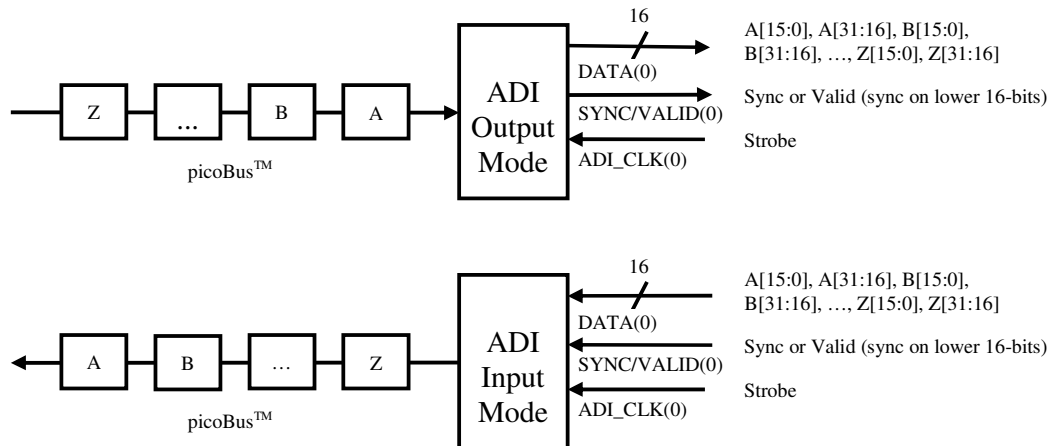 16
A[15:0], A[31:16], B[15:0],
B[31:16], …, Z[15:0], Z[31:16]
DATA(0)
Z
...
B
A
ADI
Output
Mode
Sync or Valid (sync on lower 16-bits)
SYNC/VALID(0)
Strobe
ADI_CLK(0)
picoBus™
16
A[15:0], A[31:16], B[15:0],
B[31:16], …, Z[15:0], Z[31:16]
DATA(0)
A
B
…
Z
ADI
Input
Mode
Sync or Valid (sync on lower 16-bits)
SYNC/VALID(0)
Strobe
ADI_CLK(0)
picoBus™